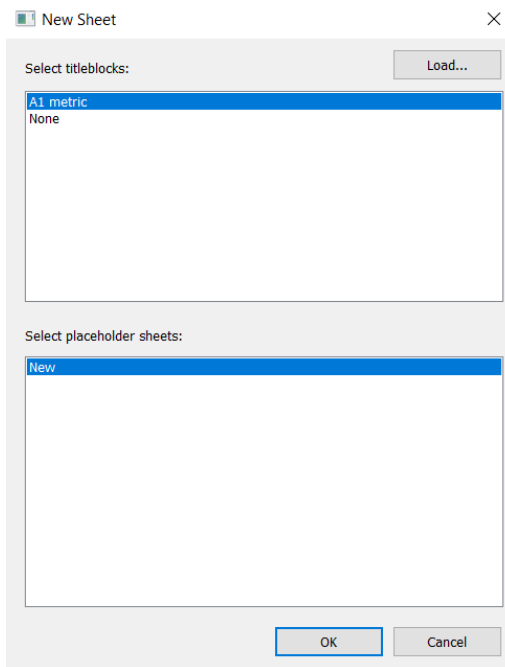 New Sheet
Select titleblocks:
Load...
A1 metric
None
Select placeholder sheets:
New
OK
Cancel